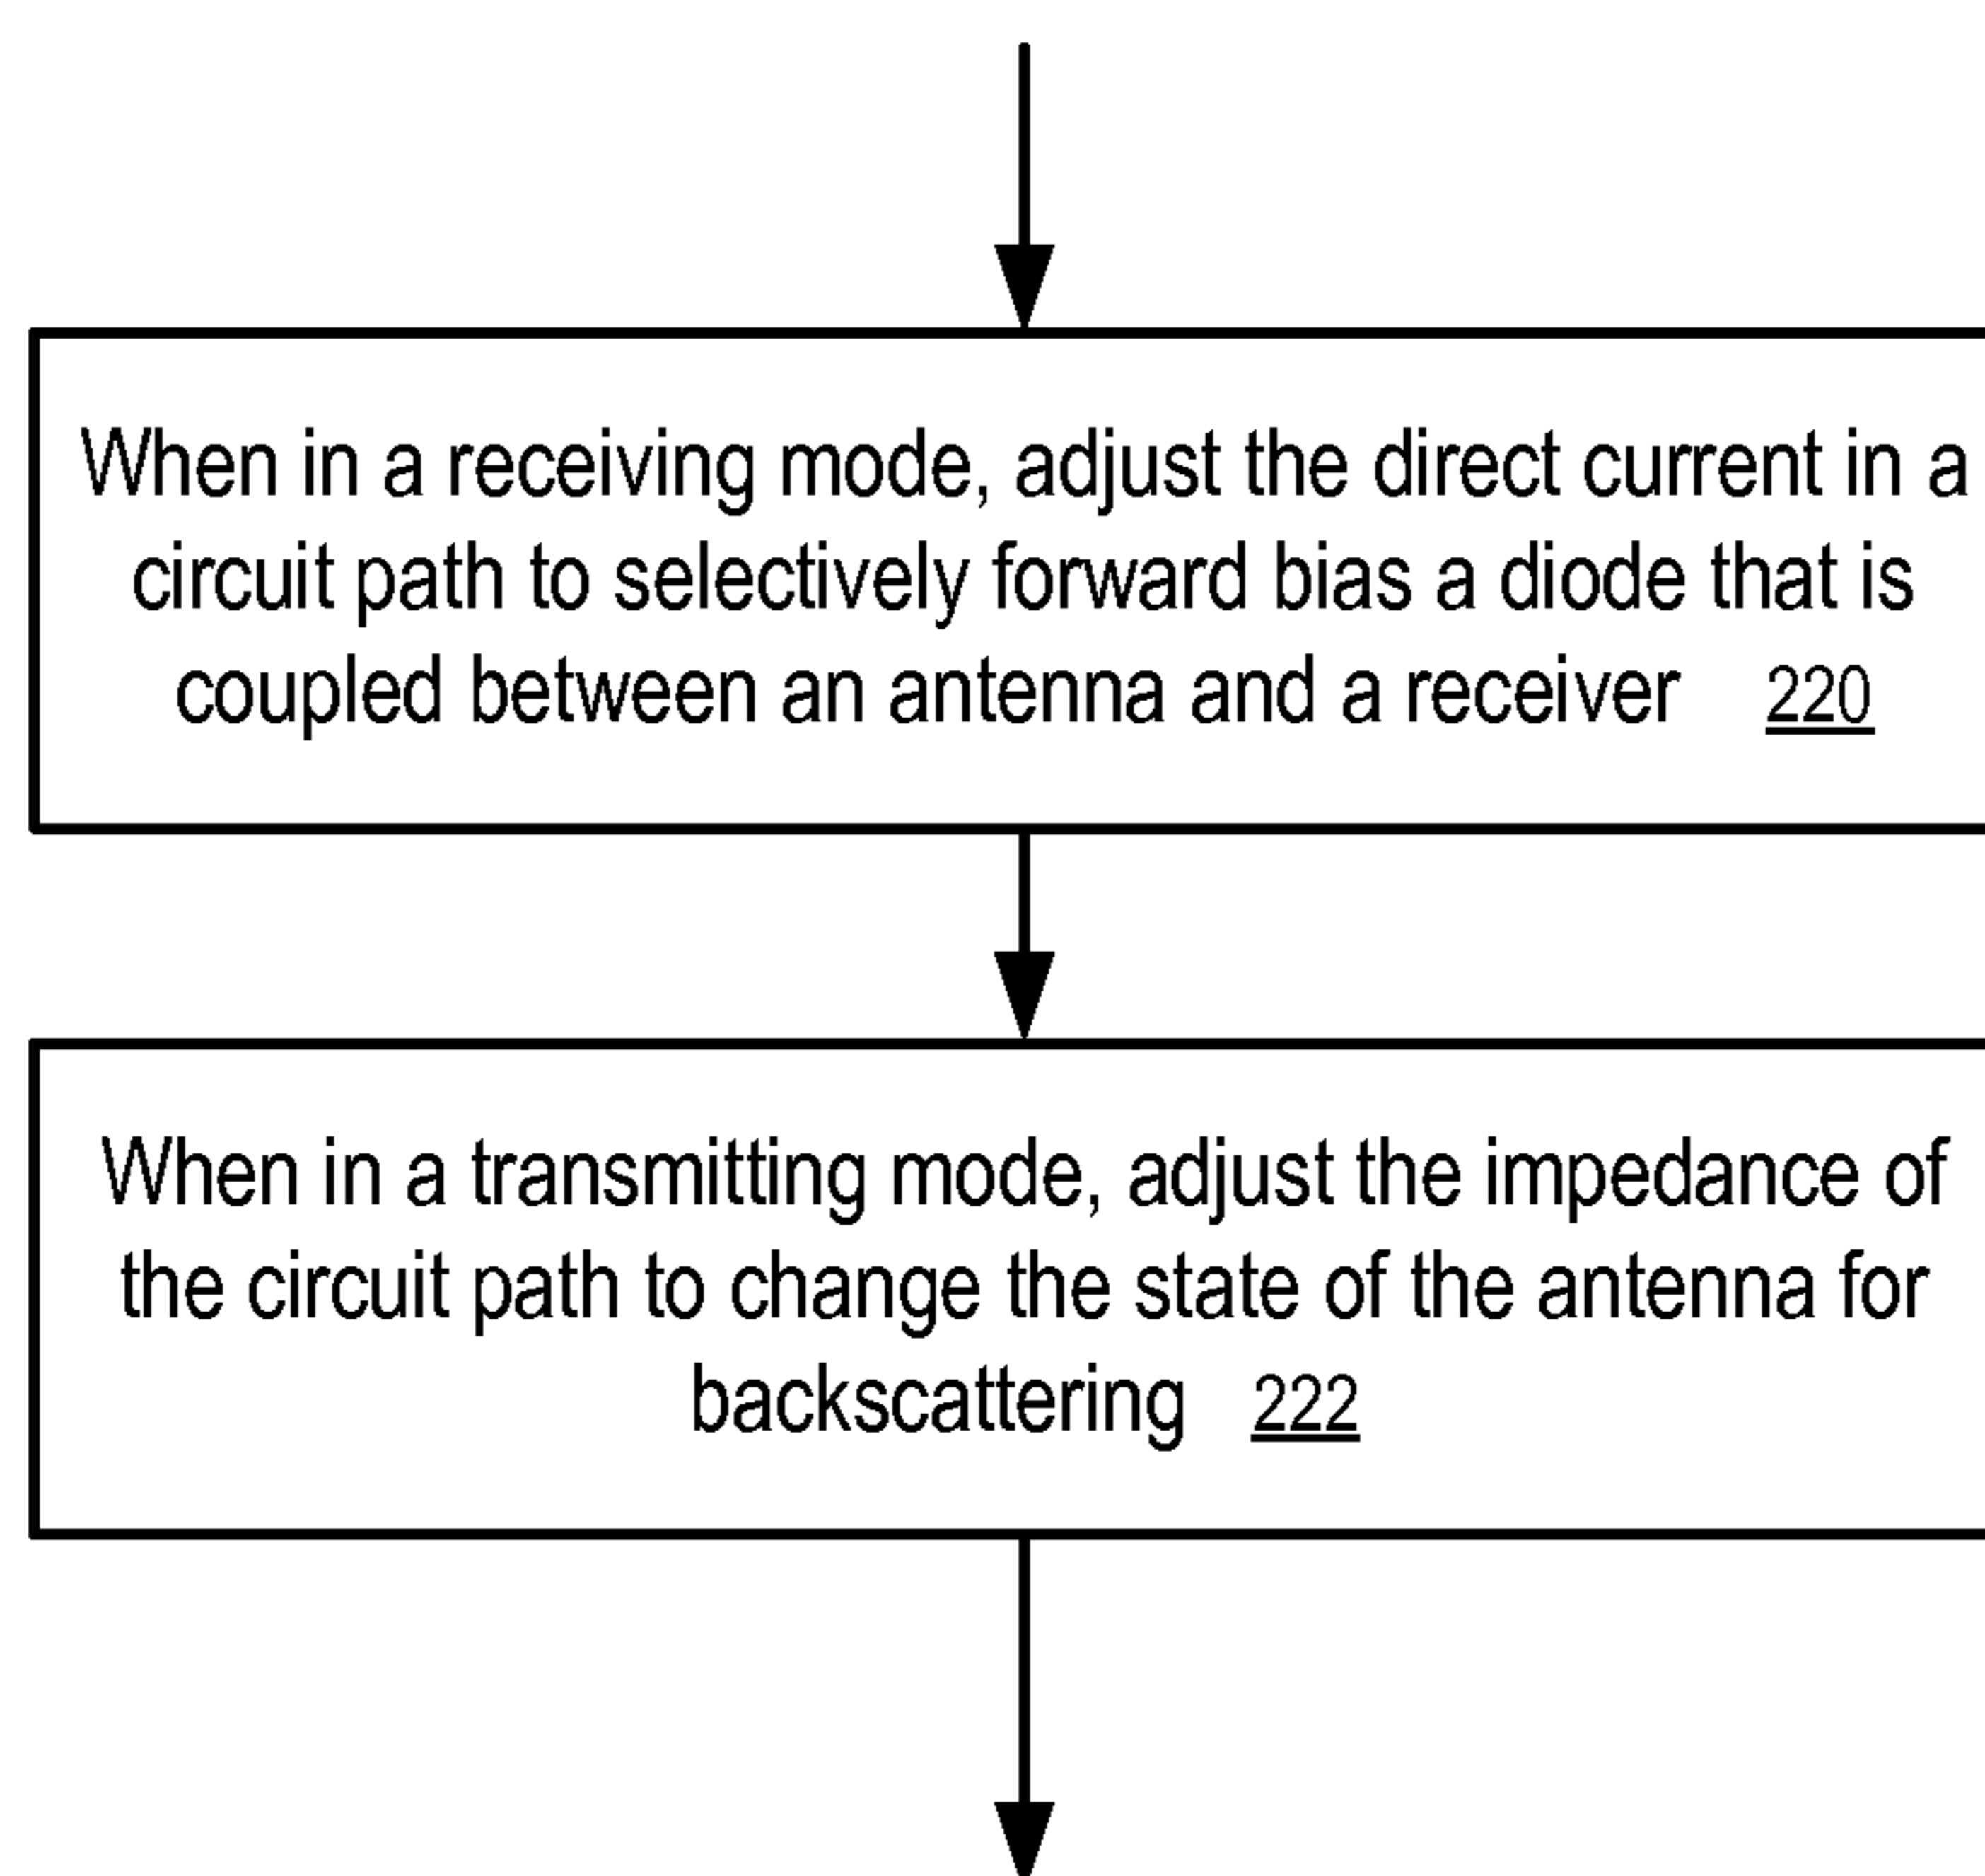 When in a receiving mode, adjust the direct current in a
circuit path to selectively forward bias a diode that is
coupled between an antenna and a receiver 220
When in a transmitting mode, adjust the impedance of
the circuit path to change the state of the antenna for
backscattering 222